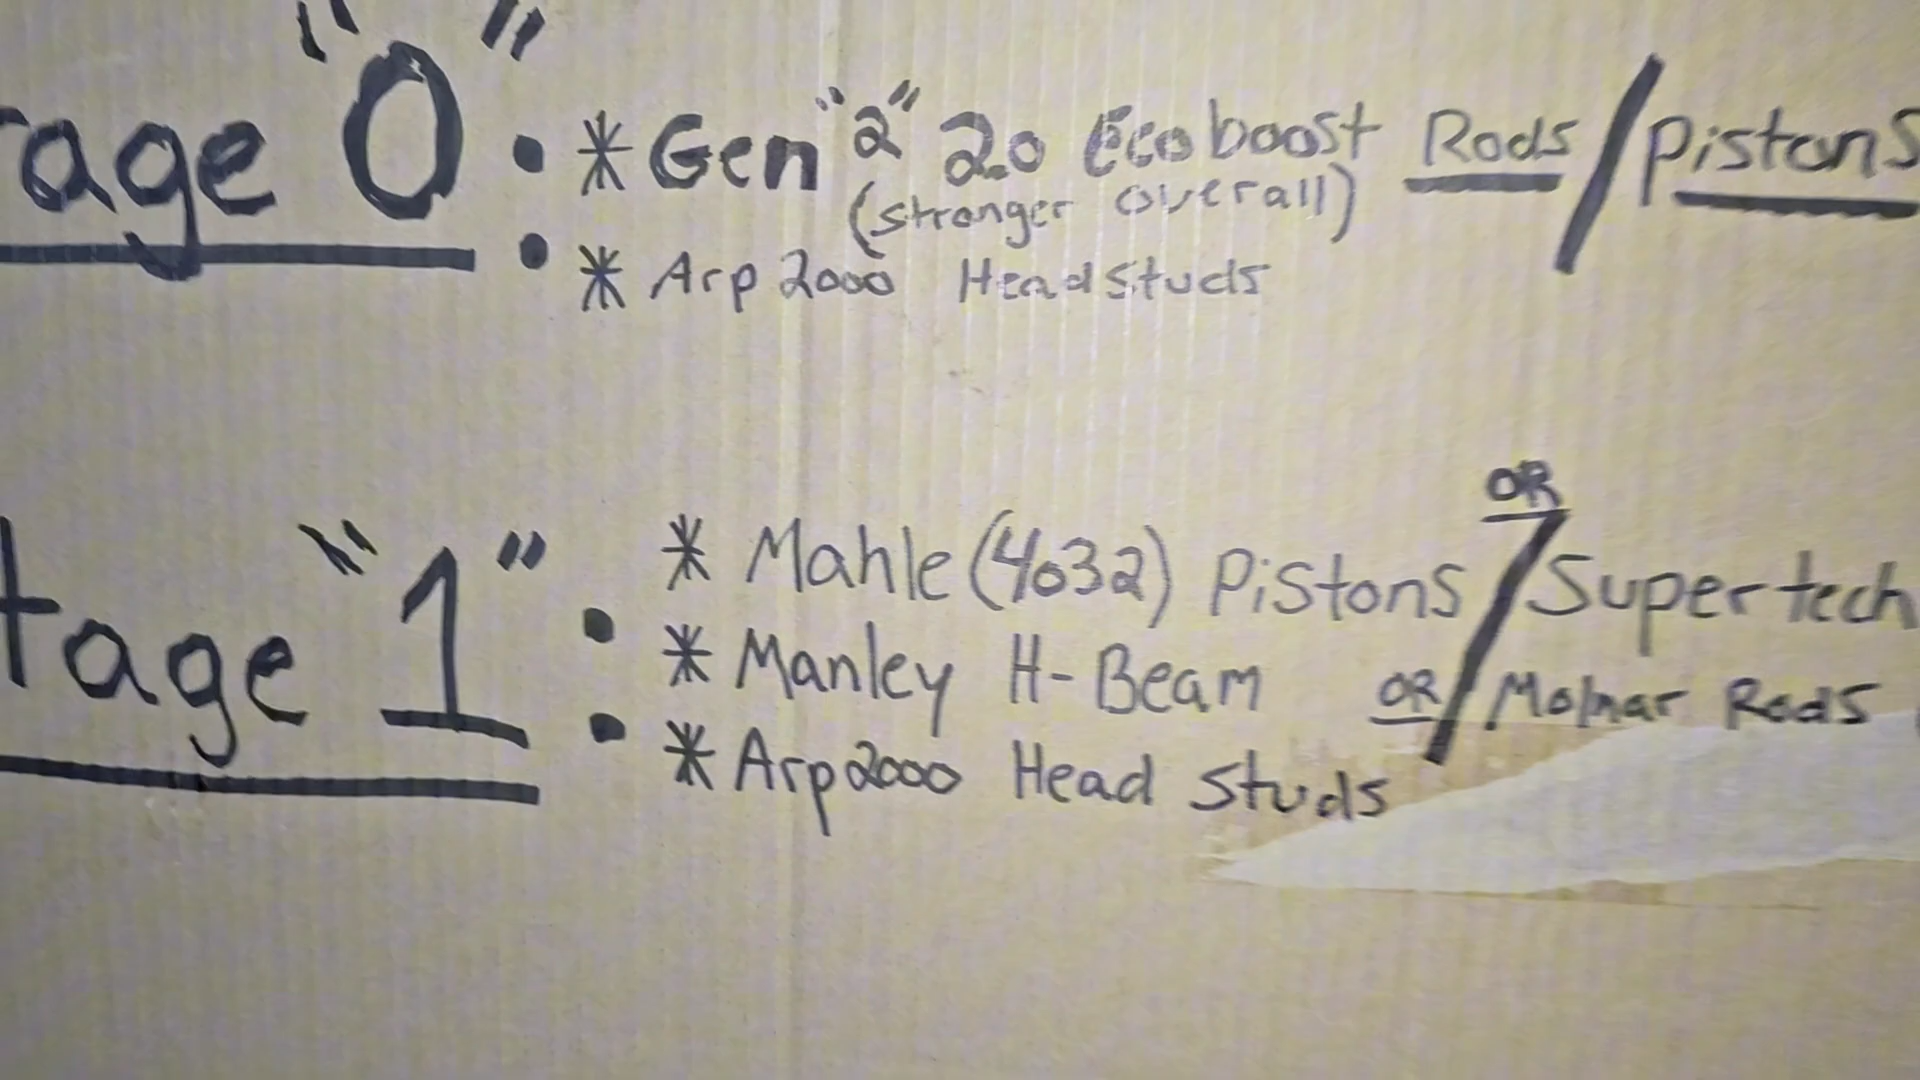 tage "0" : * Gen "2" 2.0 Ecoboost Rods / Pistons
(stronger overall)
* Arp 2000 Head Studs
OR
tage "1" : * Mahle (4032) Pistons / Supertech
* Manley H-Beam OR / Molnar Rods
* Arp 2000 Head Studs